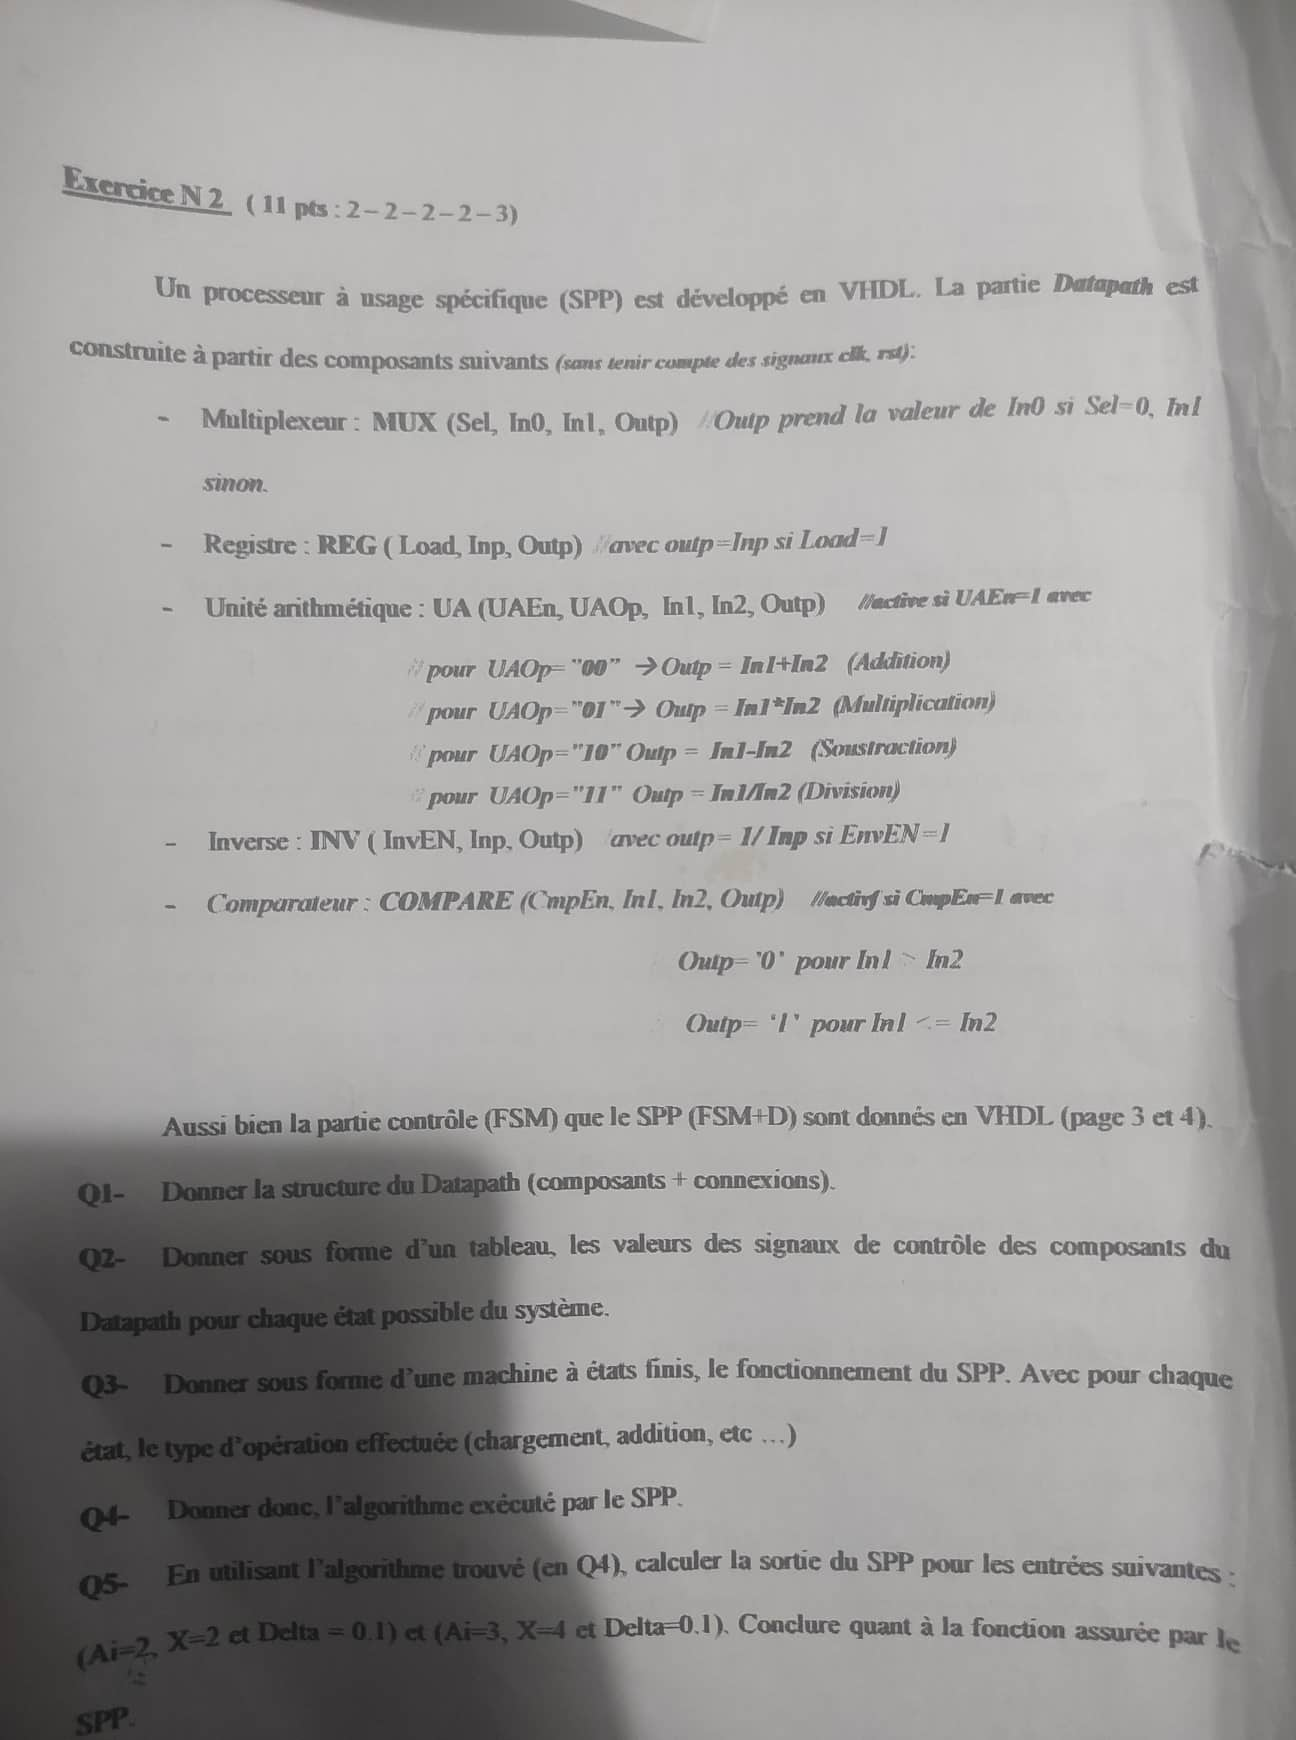 Exercice N 2 ( 11 pts : 2 – 2 – 2 – 2 – 3)
Un processeur à usage spécifique (SPP) est développé en VHDL. La partie Datapath est
construite à partir des composants suivants (sans tenir compte des signaux clk, rst):
- Multiplexeur : MUX (Sel, In0, In1, Outp) //Outp prend la valeur de In0 si Sel=0, In1
sinon.
- Registre : REG ( Load, Inp, Outp) //avec outp=Inp si Load=1
- Unité arithmétique : UA (UAEn, UAOp, In1, In2, Outp) //active si UAEn=1 avec
// pour UAOp= "00" →Outp = In1+In2 (Addition)
// pour UAOp="01"→ Outp = In1*In2 (Multiplication)
// pour UAOp="10" Outp = In1-In2 (Soustraction)
// pour UAOp="11" Outp = In1/In2 (Division)
- Inverse : INV ( InvEN, Inp, Outp) /avec outp= 1/ Inp si EnvEN=1
- Comparateur : COMPARE (CmpEn, In1, In2, Outp) //activf si CmpEn=1 avec
Outp= '0' pour In1 > In2
Outp= '1' pour In1 <= In2
Aussi bien la partie contrôle (FSM) que le SPP (FSM+D) sont donnés en VHDL (page 3 et 4).
Q1- Donner la structure du Datapath (composants + connexions).
Q2- Donner sous forme d'un tableau, les valeurs des signaux de contrôle des composants du
Datapath pour chaque état possible du système.
Q3- Donner sous forme d'une machine à états finis, le fonctionnement du SPP. Avec pour chaque
état, le type d'opération effectuée (chargement, addition, etc …)
Q4- Donner donc, l'algorithme exécuté par le SPP.
Q5- En utilisant l'algorithme trouvé (en Q4), calculer la sortie du SPP pour les entrées suivantes :
(Ai=2, X=2 et Delta = 0.1) et (Ai=3, X=4 et Delta=0.1). Conclure quant à la fonction assurée par le
SPP.